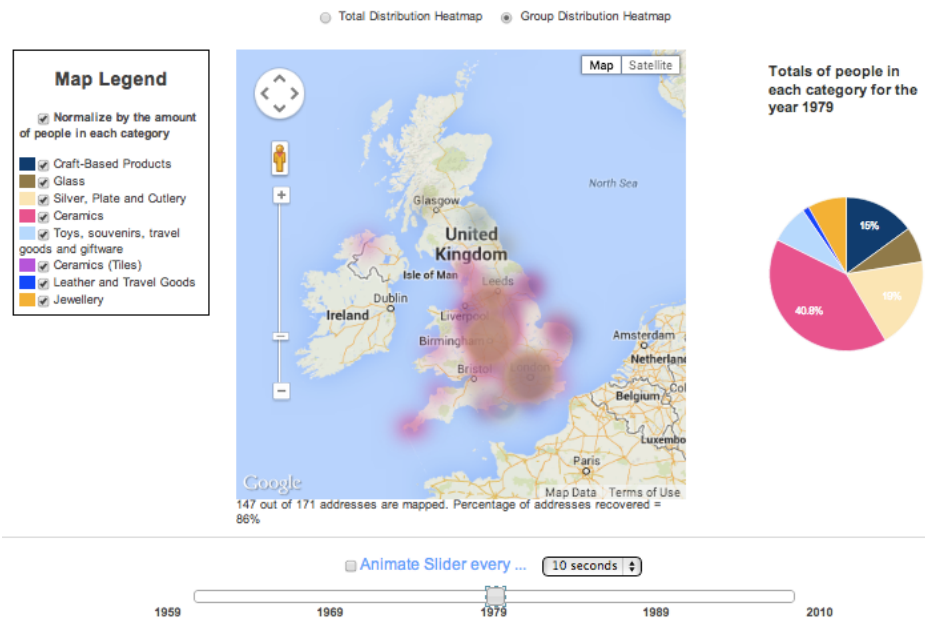 Total Distribution Heatmap Group Distribution Heatmap
Map Legend
Normalize by the amount
of people in each category
Craft-Based Products
Glass
Silver, Plate and Cutlery
Ceramics
Toys, souvenirs, travel
goods and giftware
Ceramics (Tiles)
Leather and Travel Goods
Jewellery
Map Satellite
North Sea
Glasgow
United
Kingdom
Isle of Man
Leeds
Dublin
Ireland
Liverpool
Birmingham
Amsterdam
Netherlan
Bristol
London
Belgium
Col
Luxembo
Paris
Google
Map Data Terms of Use
147 out of 171 addresses are mapped. Percentage of addresses recovered =
86%
Totals of people in
each category for the
year 1979
15%
19%
40.8%
Animate Slider every ... 10 seconds
1959 1969 1979 1989 2010